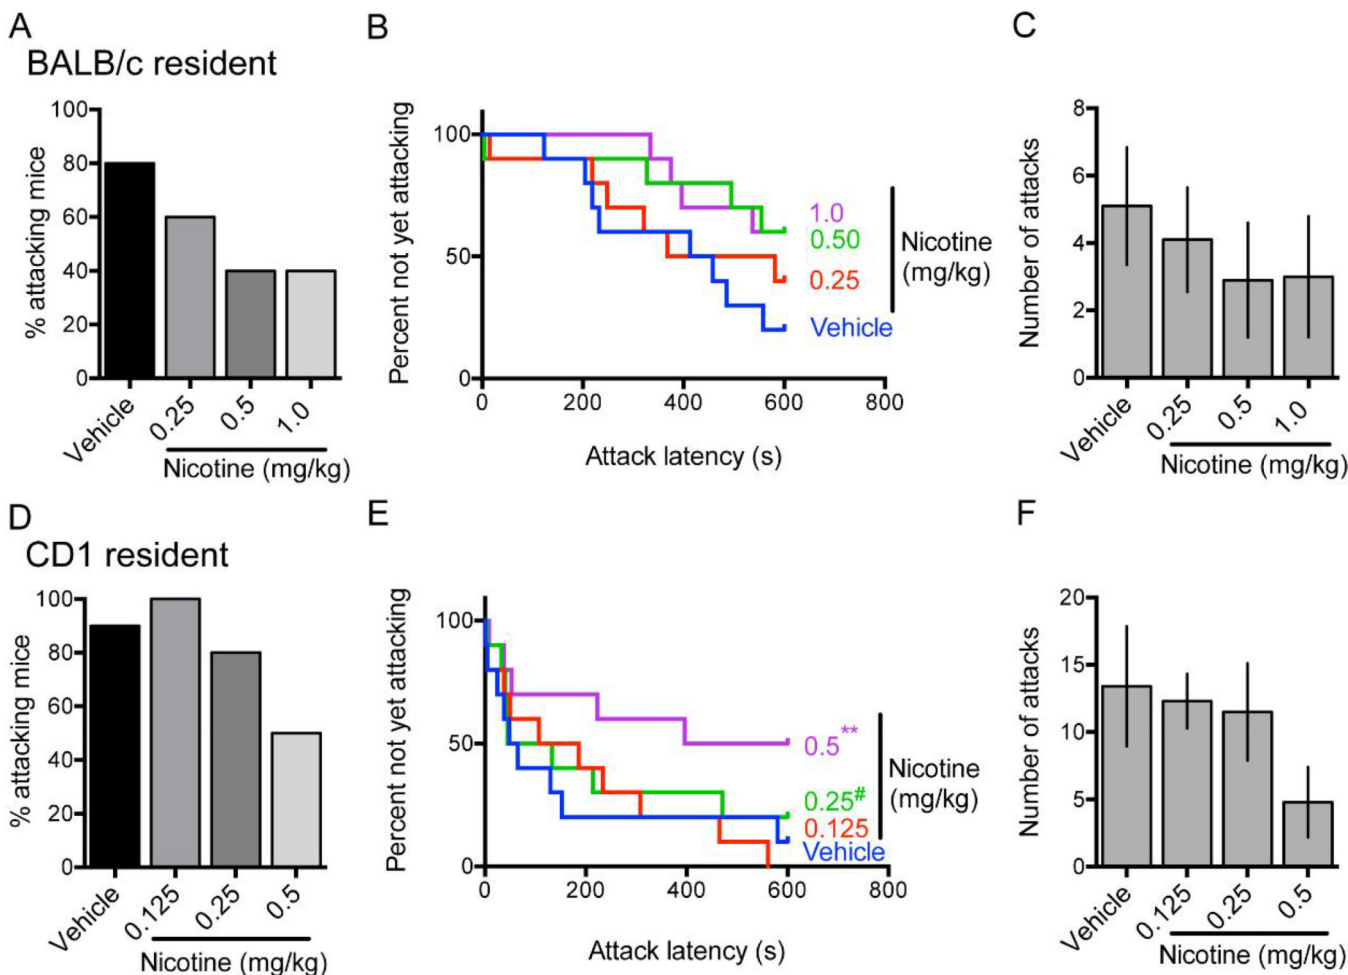 A
BALB/c resident
% attacking mice
100
80
60
40
20
0
Vehicle
0.25
0.5
1.0
Nicotine (mg/kg)
B
Percent not yet attacking
100
50
0
0 200 400 600 800
Attack latency (s)
1.0
0.50
0.25
Vehicle
Nicotine
(mg/kg)
C
Number of attacks
8
6
4
2
0
Vehicle
0.25
0.5
1.0
Nicotine (mg/kg)
D
CD1 resident
% attacking mice
100
80
60
40
20
0
Vehicle
0.125
0.25
0.5
Nicotine (mg/kg)
E
Percent not yet attacking
100
50
0
0 200 400 600 800
Attack latency (s)
0.5**
0.25#
0.125
Vehicle
Nicotine
(mg/kg)
F
Number of attacks
20
15
10
5
0
Vehicle
0.125
0.25
0.5
Nicotine (mg/kg)